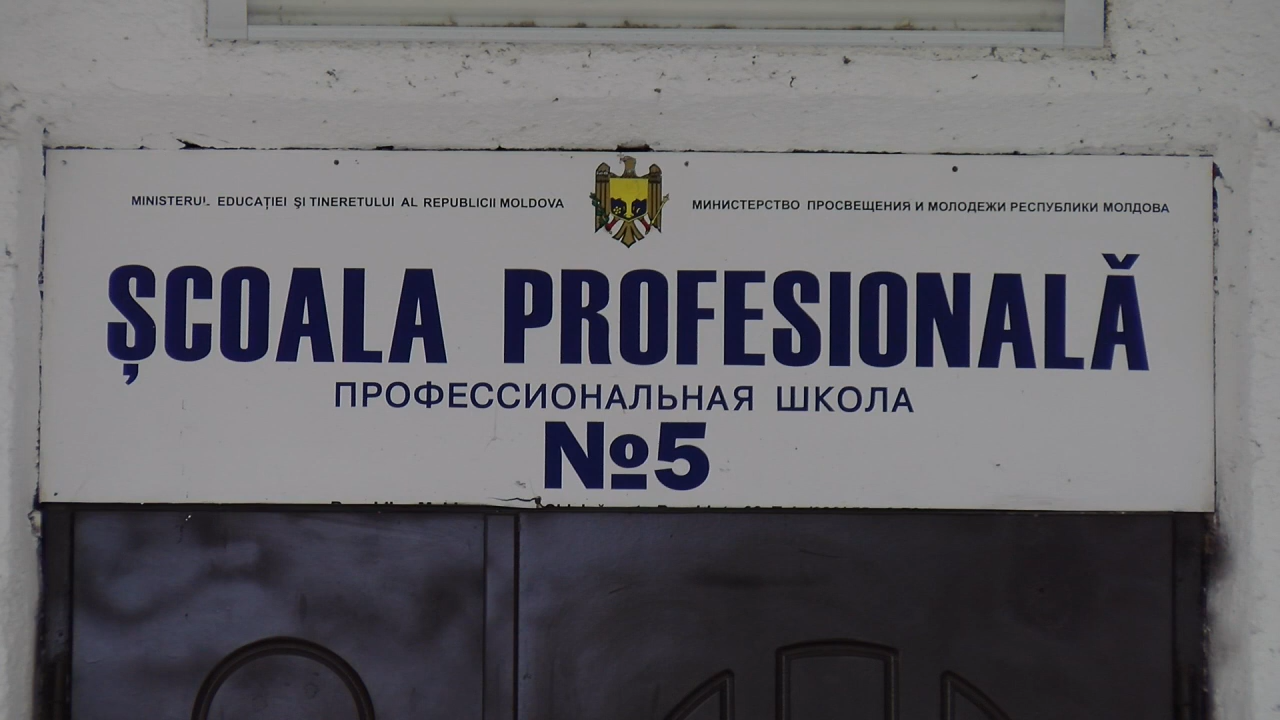 MINISTERUL EDUCAȚIEI ȘI TINERETULUI AL REPUBLICII MOLDOVA
МИНИСТЕРСТВО ПРОСВЕЩЕНИЯ И МОЛОДЕЖИ РЕСПУБЛИКИ МОЛДОВА
ȘCOALA PROFESIONALĂ
ПРОФЕССИОНАЛЬНАЯ ШКОЛА
№5